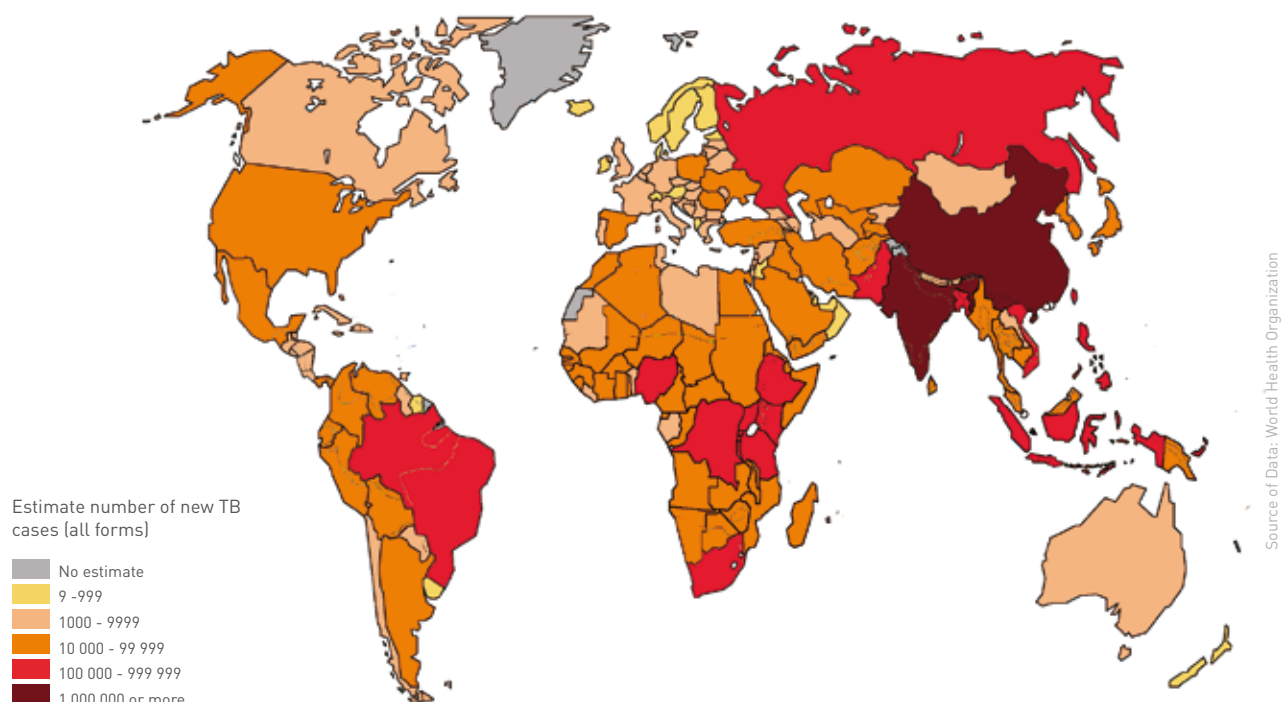 Estimate number of new TB
cases (all forms)
No estimate
9 -999
1000 - 9999
10 000 - 99 999
100 000 - 999 999
1 000 000 or more
Source of Data: World Health Organization